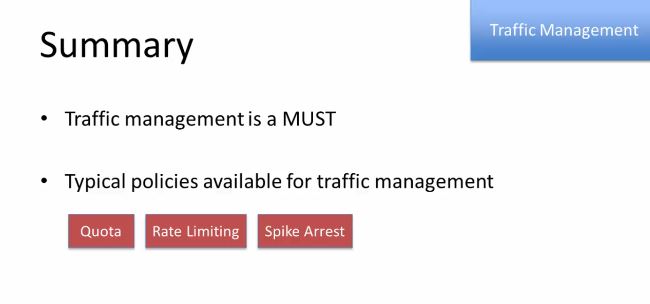 Traffic Management
Summary
• Traffic management is a MUST
• Typical policies available for traffic management
Quota Rate Limiting Spike Arrest